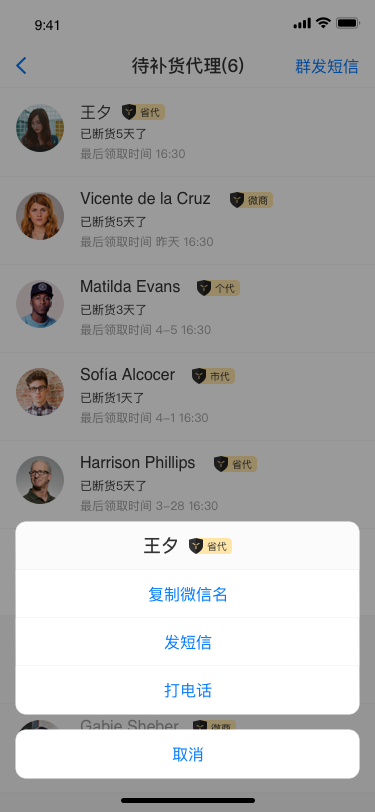 9:41
待补货代理(6)
群发短信
王夕 省代
已断货5天了
最后领取时间 16:30
Vicente de la Cruz 微商
已断货5天了
最后领取时间 昨天 16:30
Matilda Evans 个代
已断货3天了
最后领取时间 4-5 16:30
Sofía Alcocer 市代
已断货1天了
最后领取时间 4-1 16:30
Harrison Phillips 省代
已断货5天了
最后领取时间 3-28 16:30
王夕 省代
复制微信名
发短信
打电话
Gabie Sheber 微商
取消